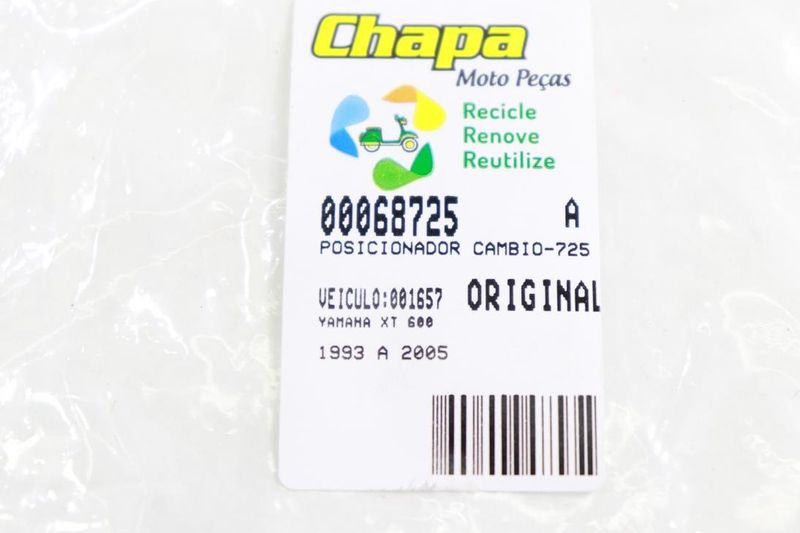 Chapa
Moto Peças
Recicle
Renove
Reutilize
00068725 A
POSICIONADOR CAMBIO-725
VEICULO:001657 ORIGINAL
YAMAHA XT 600
1993 A 2005